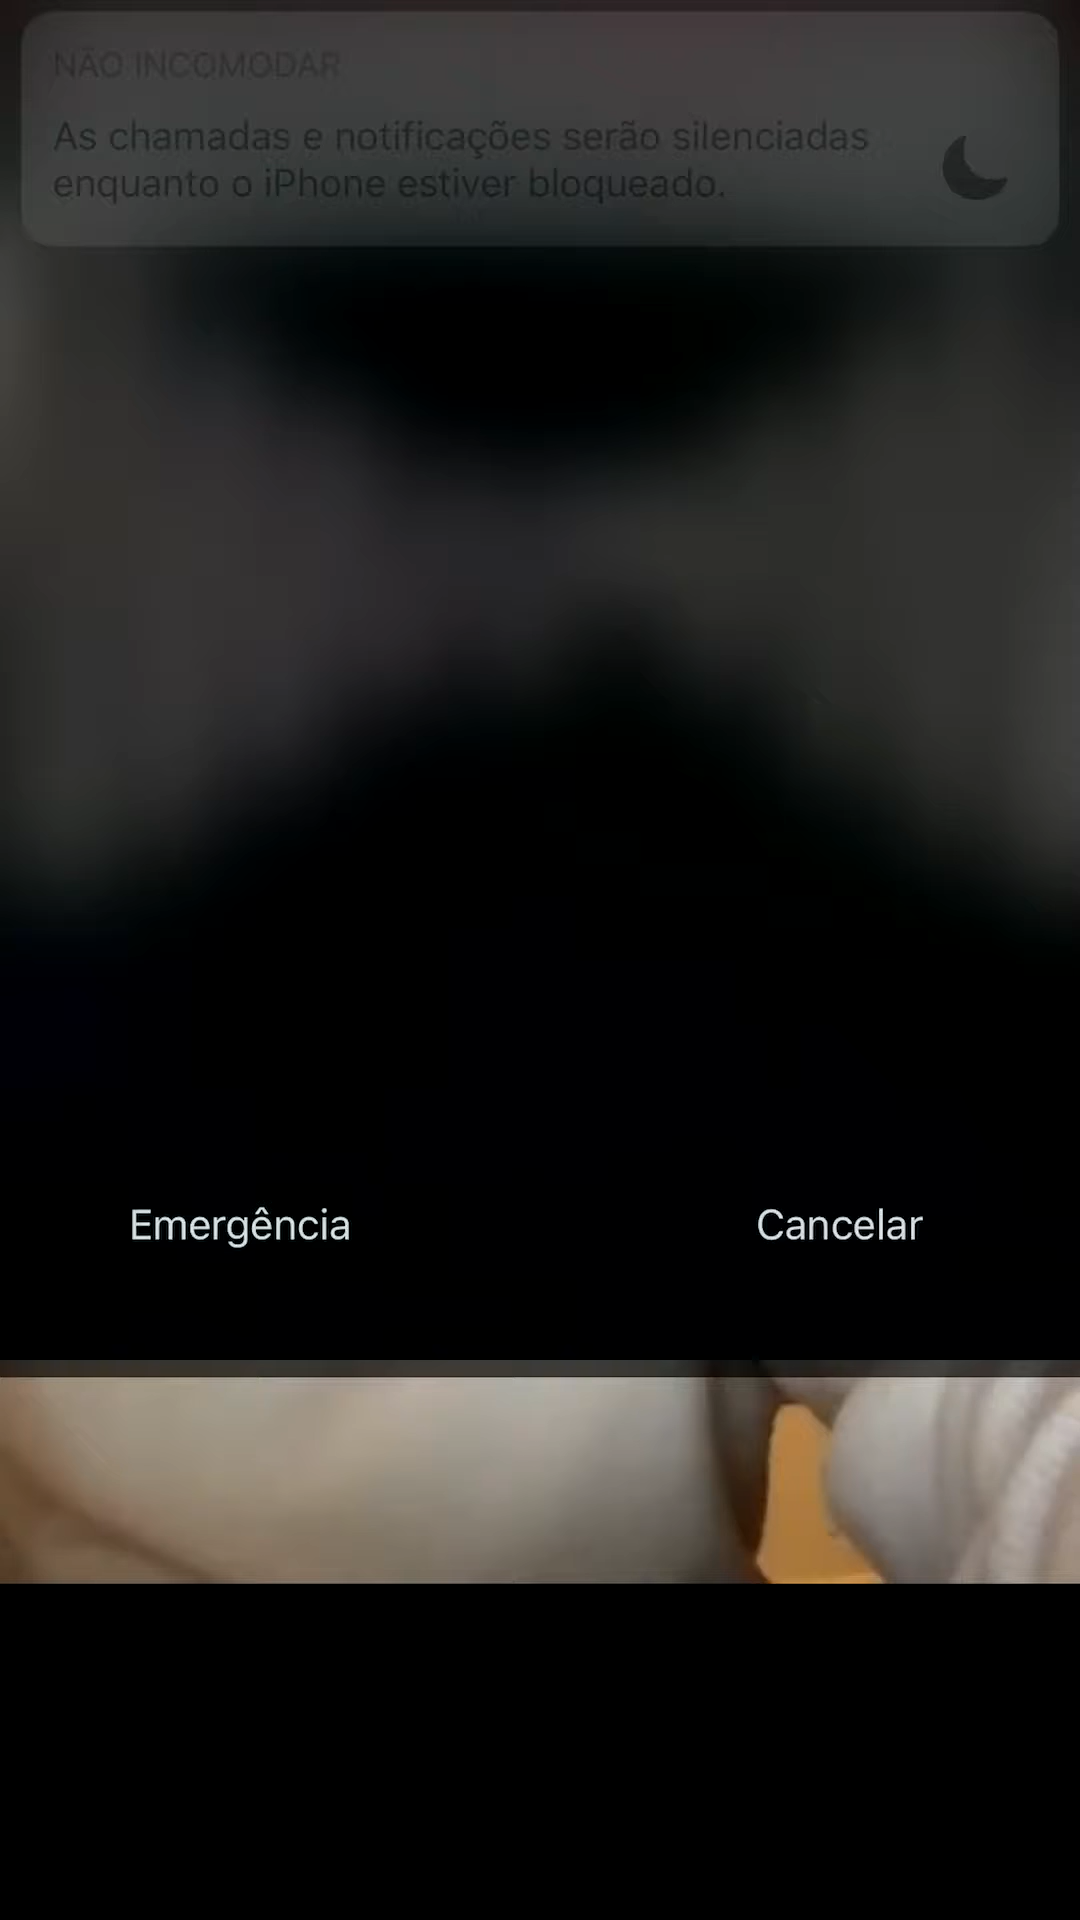 NÃO INCOMODAR
As chamadas e notificações serão silenciadas
enquanto o iPhone estiver bloqueado.
Emergência
Cancelar